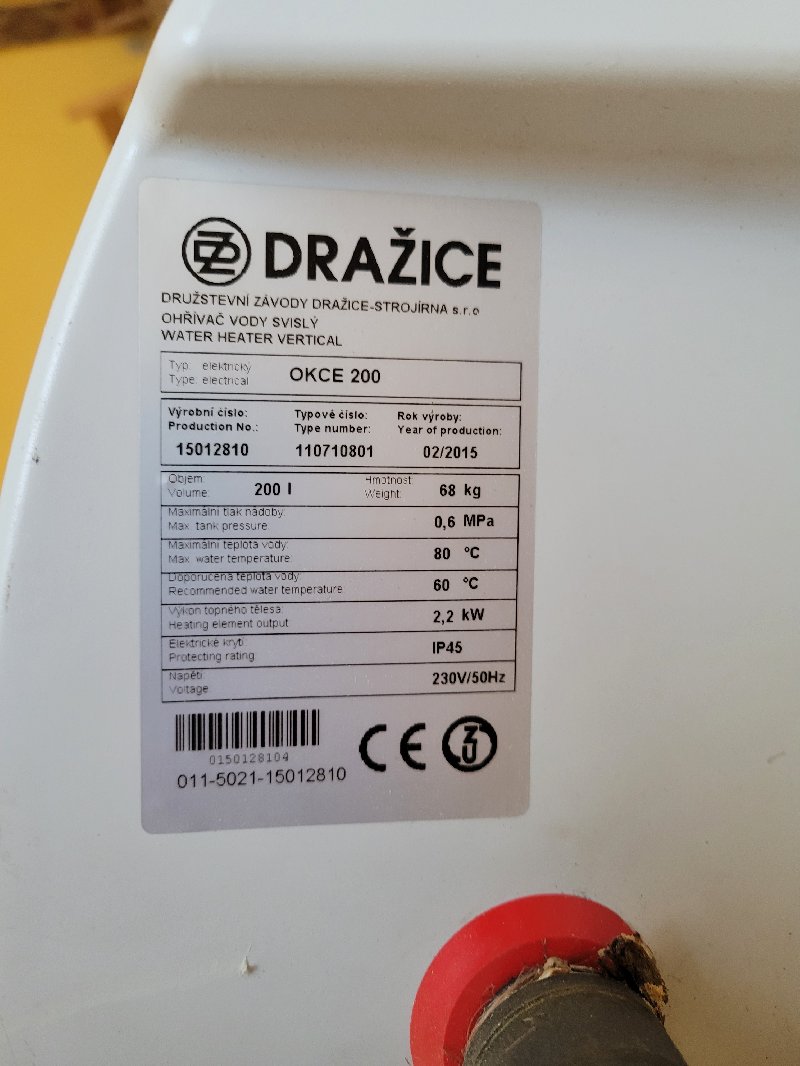 DRAŽICE
DRUŽSTEVNÍ ZÁVODY DRAŽICE-STROJÍRNA s.r.o
OHŘÍVAČ VODY SVISLÝ
WATER HEATER VERTICAL
Typ: elektrický
Type: electrical
OKCE 200
Výrobní číslo: Typové číslo: Rok výroby:
Production No.: Type number: Year of production:
15012810 110710801 02/2015
Objem: Hmotnost:
Volume: 200 l Weight: 68 kg
Maximální tlak nádoby:
Max. tank pressure: 0,6 MPa
Maximální teplota vody:
Max. water temperature: 80 °C
Doporučená teplota vody:
Recommended water temperature: 60 °C
Výkon topného tělesa:
Heating element output: 2,2 kW
Elektrické krytí:
Protecting rating: IP45
Napětí:
Voltage: 230V/50Hz
0150128104
011-5021-15012810
CE